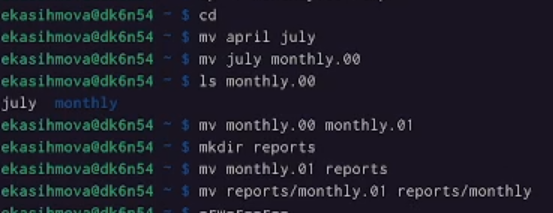 ekasihmova@dk6n54 ~ $ cd
ekasihmova@dk6n54 ~ $ mv april july
ekasihmova@dk6n54 ~ $ mv july monthly.00
ekasihmova@dk6n54 ~ $ ls monthly.00
july monthly
ekasihmova@dk6n54 ~ $ mv monthly.00 monthly.01
ekasihmova@dk6n54 ~ $ mkdir reports
ekasihmova@dk6n54 ~ $ mv monthly.01 reports
ekasihmova@dk6n54 ~ $ mv reports/monthly.01 reports/monthly